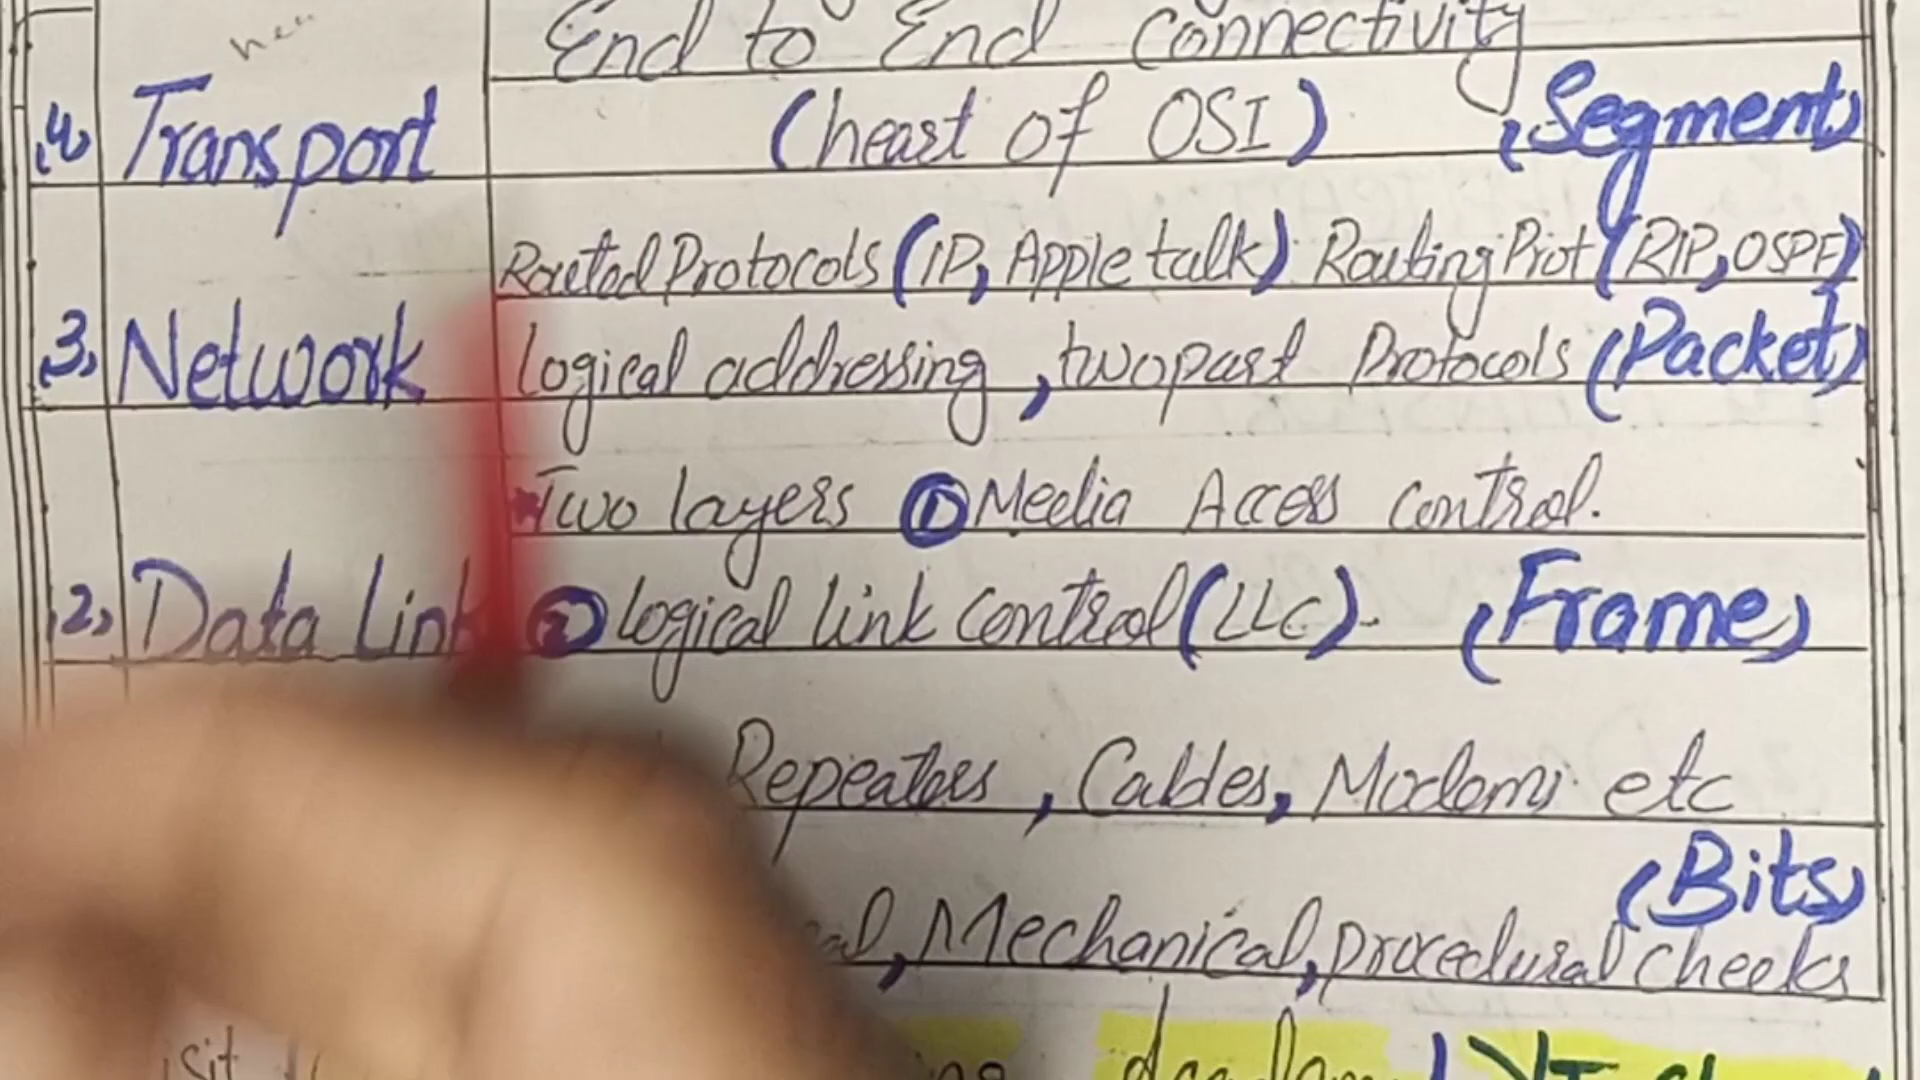 End to End Connectivity
(4) Transport (heart of OSI) (Segment)
Routed Protocols (IP, Apple talk) Routing Prot (RIP, OSPF)
3, Network logical addressing, two part Protocols (Packet)
*Two layers ① Media Access Control.
2, Data Link ② logical link Control (LLC). (Frame)
Repeaters, Cables, Modems etc
(Bits)
, Mechanical, procedural checks